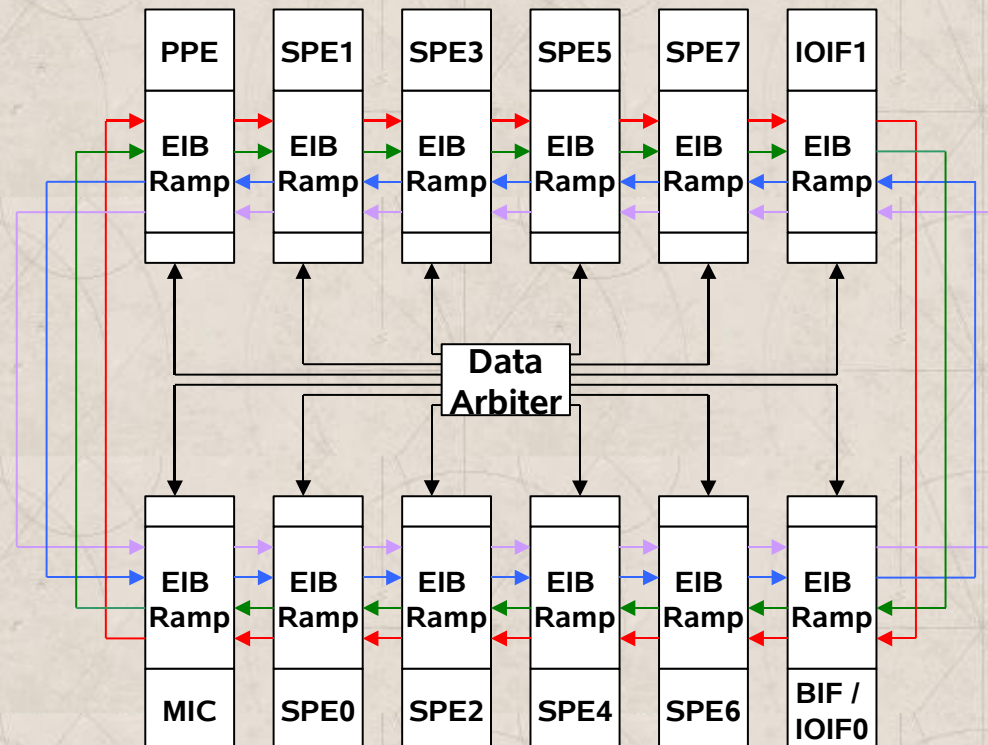 PPE
SPE1
SPE3
SPE5
SPE7
IOIF1
EIB
Ramp
EIB
Ramp
EIB
Ramp
EIB
Ramp
EIB
Ramp
EIB
Ramp
Data
Arbiter
EIB
Ramp
EIB
Ramp
EIB
Ramp
EIB
Ramp
EIB
Ramp
EIB
Ramp
MIC
SPE0
SPE2
SPE4
SPE6
BIF /
IOIF0